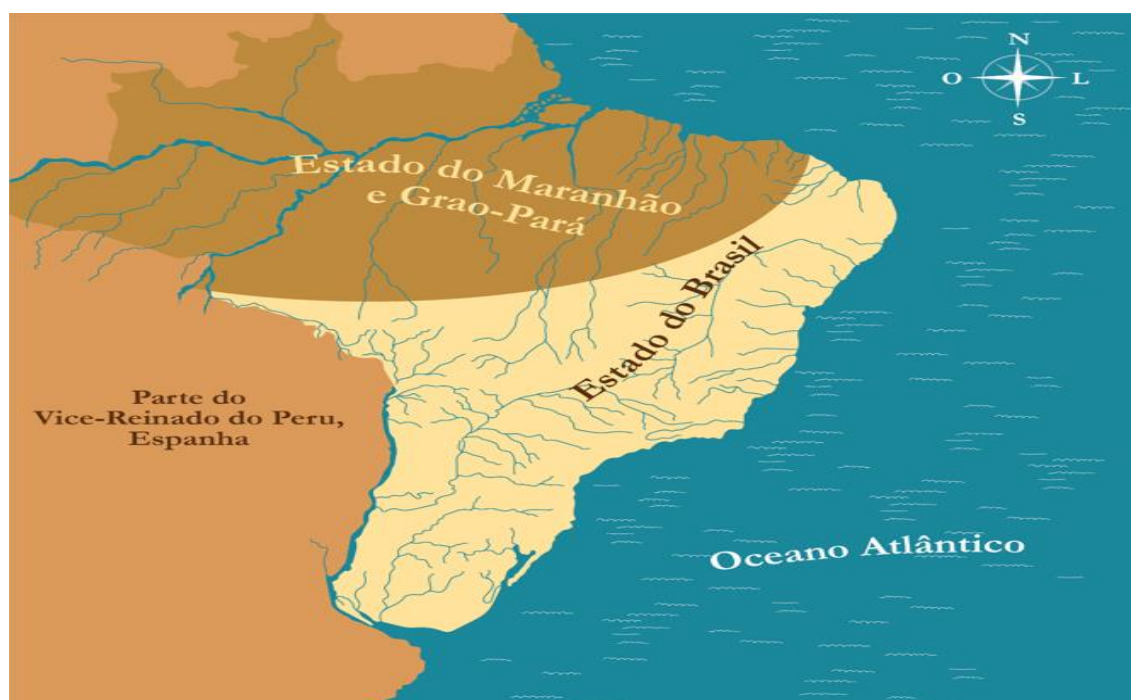 N
O
L
S
Estado do Maranhão
e Grao-Pará
Estado do Brasil
Parte do
Vice-Reinado do Peru,
Espanha
Oceano Atlântico